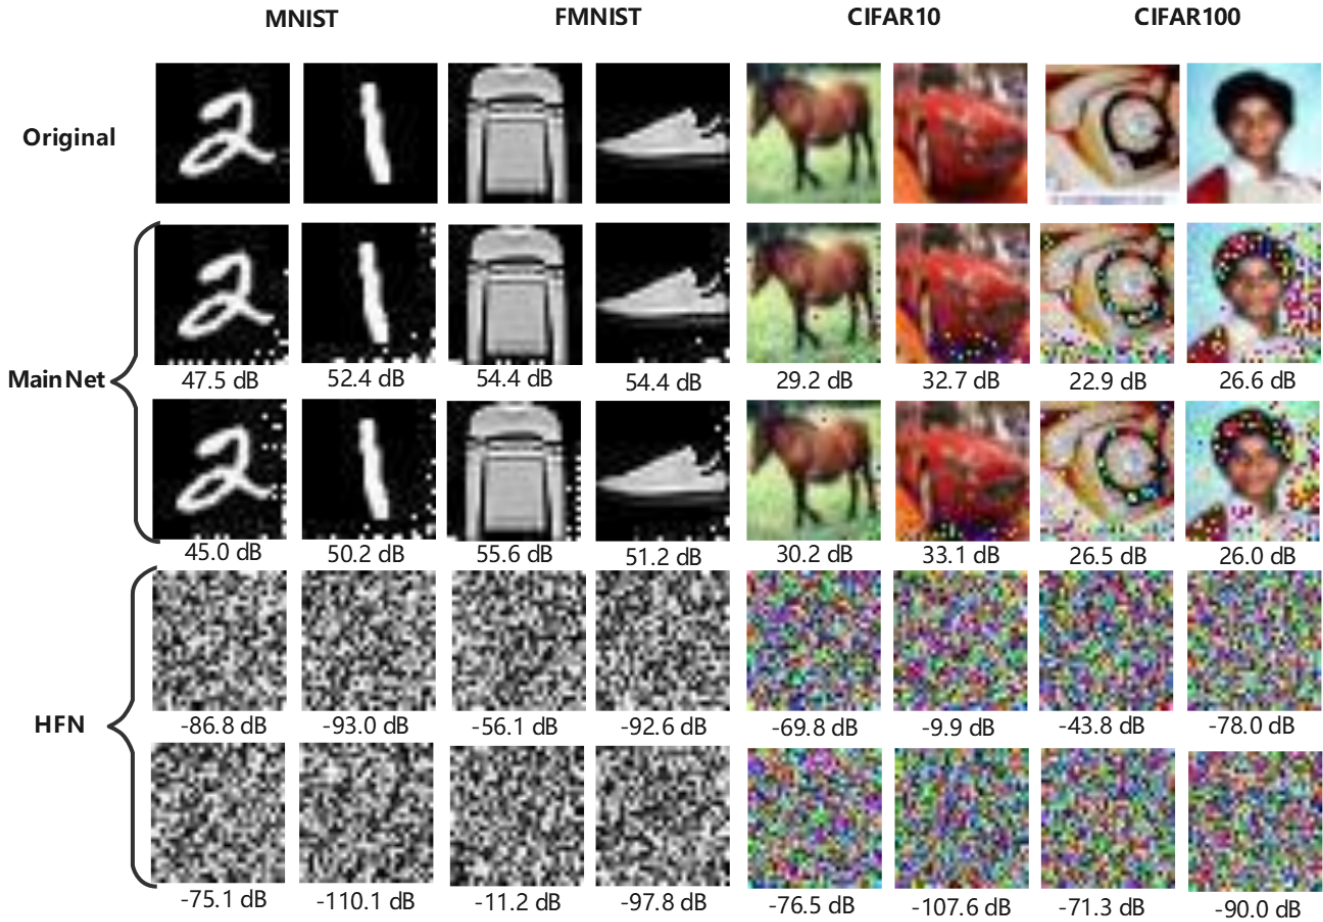 MNIST FMNIST CIFAR10 CIFAR100
Original
MainNet
47.5 dB 52.4 dB 54.4 dB 54.4 dB 29.2 dB 32.7 dB 22.9 dB 26.6 dB
45.0 dB 50.2 dB 55.6 dB 51.2 dB 30.2 dB 33.1 dB 26.5 dB 26.0 dB
HFN
-86.8 dB -93.0 dB -56.1 dB -92.6 dB -69.8 dB -9.9 dB -43.8 dB -78.0 dB
-75.1 dB -110.1 dB -11.2 dB -97.8 dB -76.5 dB -107.6 dB -71.3 dB -90.0 dB